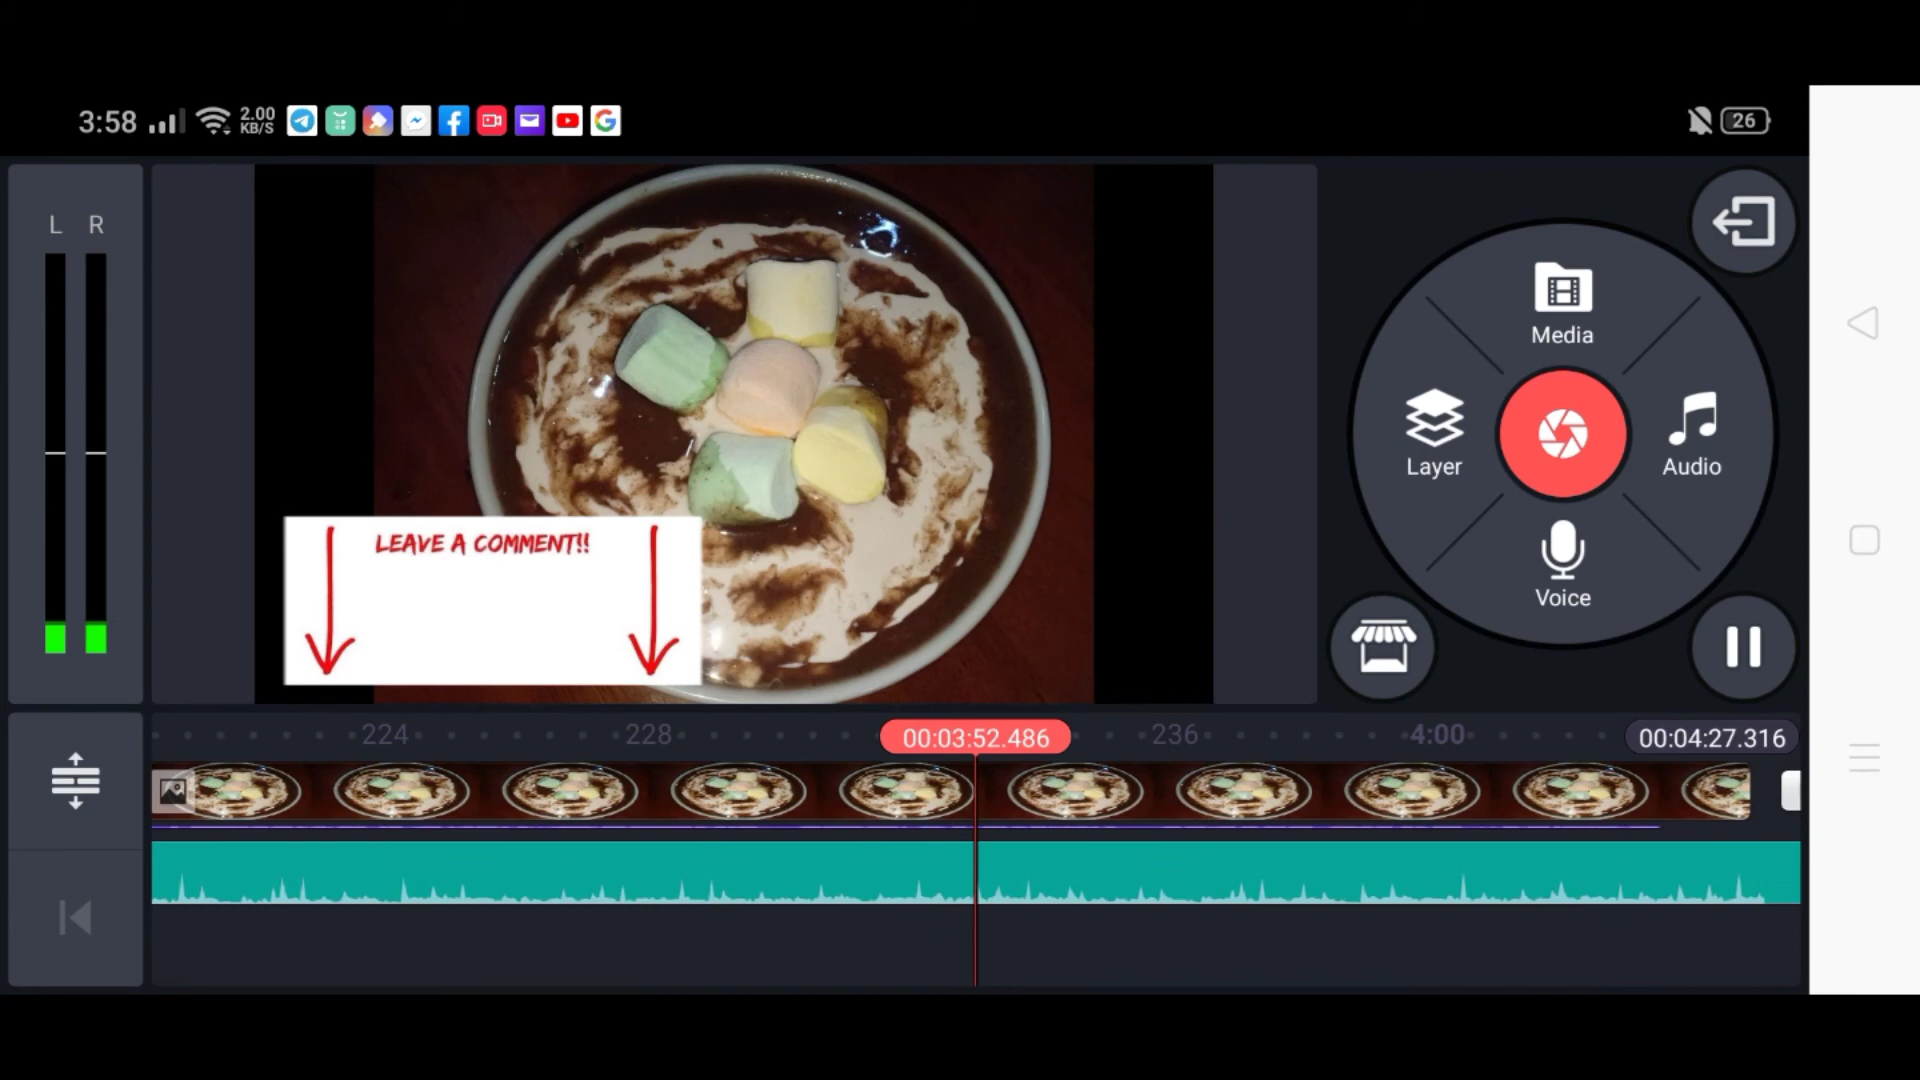 3:58 2.00 KB/S 26
L R
LEAVE A COMMENT!!
Media
Layer
Audio
Voice
224 228 00:03:52.486 236 4:00 00:04:27.316